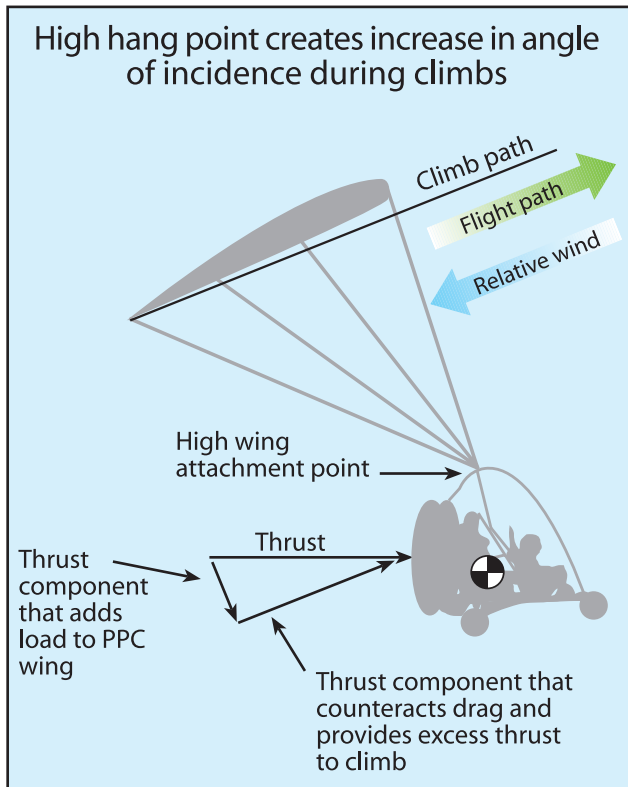 High hang point creates increase in angle
of incidence during climbs
Climb path
Flight path
Relative wind
High wing
attachment point
Thrust
Thrust
component
that adds
load to PPC
wing
Thrust component that
counteracts drag and
provides excess thrust
to climb